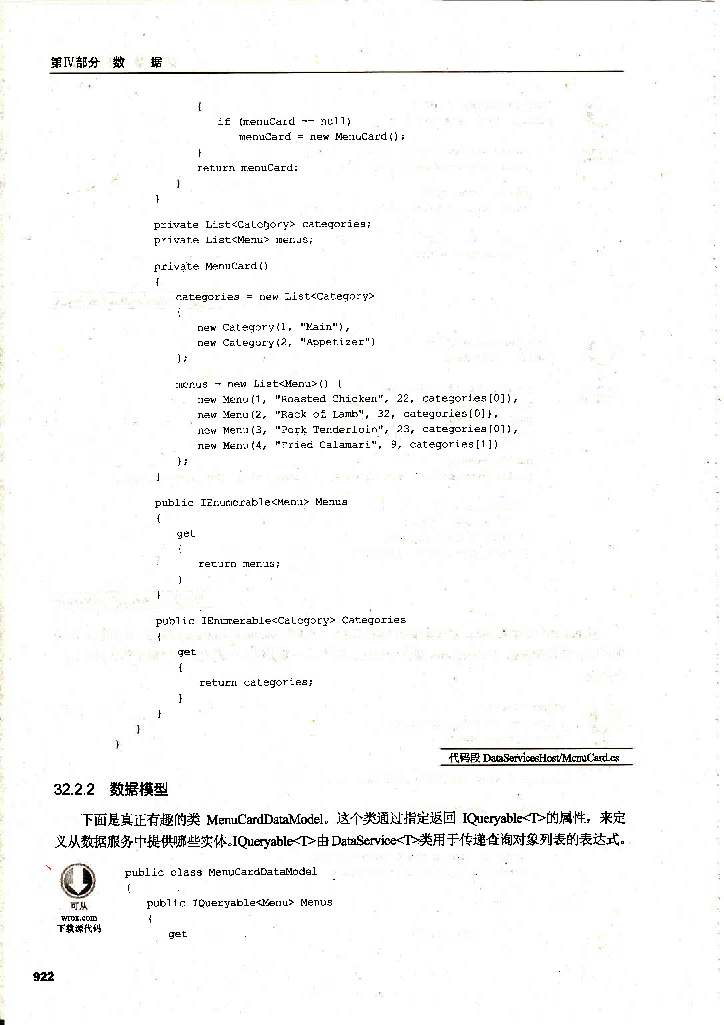 第Ⅳ部分 数 据
{
if (menuCard == null)
menuCard = new MenuCard();
}
return menuCard;
}
}
private List<Category> categories;
private List<Menu> menus;
private MenuCard()
{
categories = new List<Category>
{
new Category(1, "Main"),
new Category(2, "Appetizer")
};
menus = new List<Menu>() {
new Menu(1, "Roasted Chicken", 22, categories[0]),
new Menu(2, "Rack of Lamb", 32, categories[0]),
new Menu(3, "Pork Tenderloin", 23, categories[0]),
new Menu(4, "Fried Calamari", 9, categories[1])
};
}
public IEnumerable<Menu> Menus
{
get
{
return menus;
}
}
public IEnumerable<Category> Categories
{
get
{
return categories;
}
}
}
}
代码段 DataServicesHost/MenuCard.cs
32.2.2 数据模型
下面是真正有趣的类 MenuCardDataModel。这个类通过指定返回 IQueryable<T>的属性，来定
义从数据服务中提供哪些实体。IQueryable<T>由 DataService<T>类用于传递查询对象列表的表达式。
public class MenuCardDataModel
{
public IQueryable<Menu> Menus
{
get
可从
wrox.com
下载源代码
922